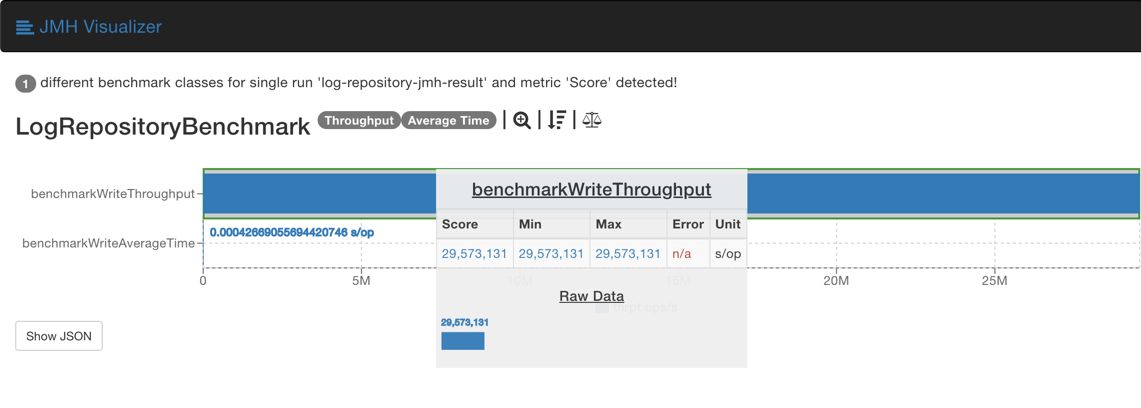 JMH Visualizer
1 different benchmark classes for single run 'log-repository-jmh-result' and metric 'Score' detected!
LogRepositoryBenchmark Throughput Average Time
benchmarkWriteThroughput
benchmarkWriteThroughput
Score Min Max Error Unit
29,573,131 29,573,131 29,573,131 n/a s/op
0.00042669055694420746 s/op
benchmarkWriteAverageTime
0 5M 10M 15M 20M 25M
Raw Data
29,573,131
Show JSON